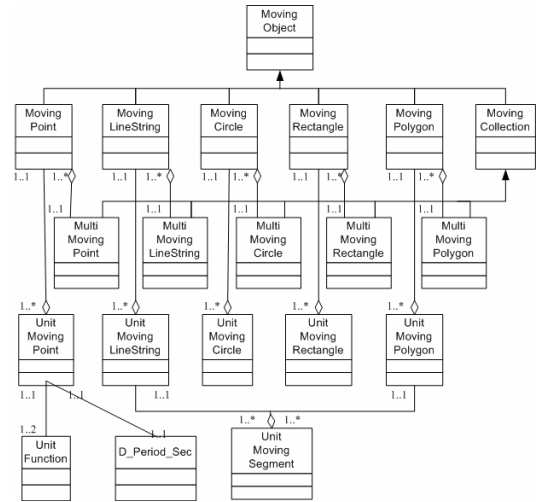 Moving
Object
Moving
Point
Moving
LineString
Moving
Circle
Moving
Rectangle
Moving
Polygon
Moving
Collection
1..1
1..*
1..1
1..*
1..1
1..*
1..1
1..*
1..1
1..*
1..1
1..1
1..1
1..1
1..1
Multi
Moving
Point
Multi
Moving
LineString
Multi
Moving
Circle
Multi
Moving
Rectangle
Multi
Moving
Polygon
1..*
1..*
1..*
1..*
1..*
Unit
Moving
Point
Unit
Moving
LineString
Unit
Moving
Circle
Unit
Moving
Rectangle
Unit
Moving
Polygon
1..1
1..1
1..1
1..1
1..2
1..1
1..*
1..*
Unit
Function
D_Period_Sec
Unit
Moving
Segment